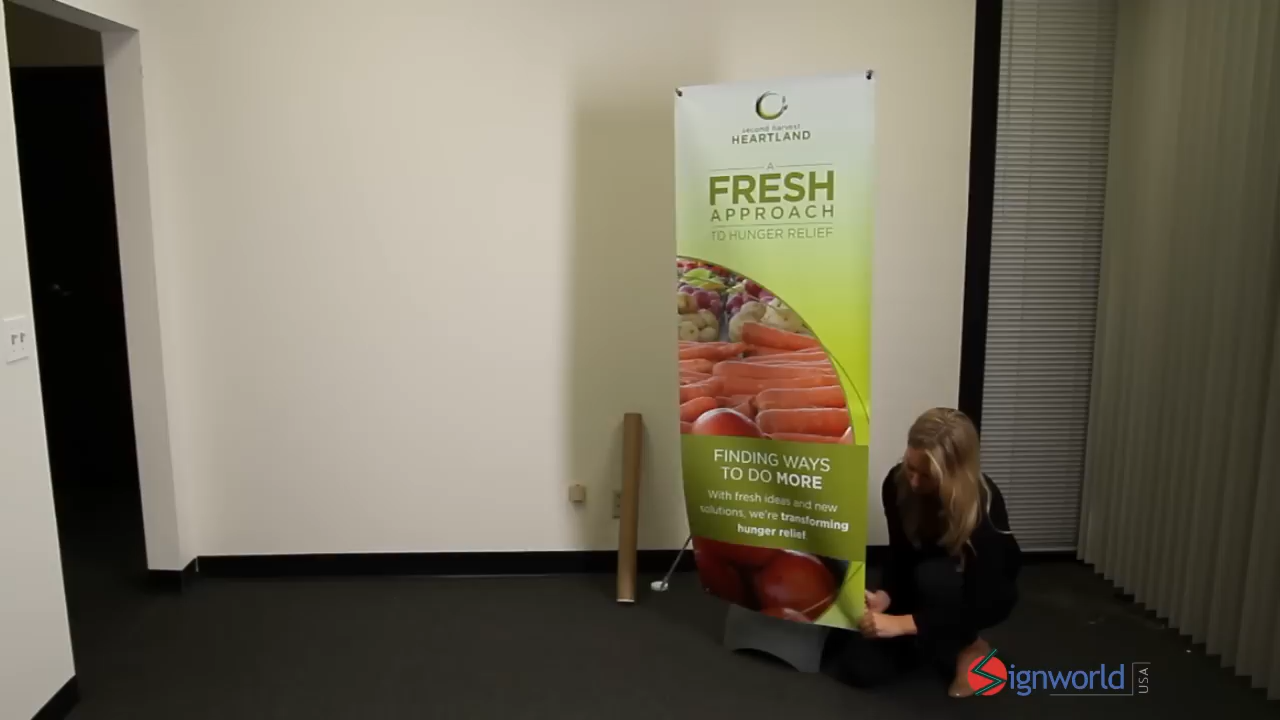 second harvest
HEARTLAND
A
FRESH
APPROACH
TO HUNGER RELIEF
FINDING WAYS
TO DO MORE
With fresh ideas and new
solutions, we're transforming
hunger relief.
Signworld USA